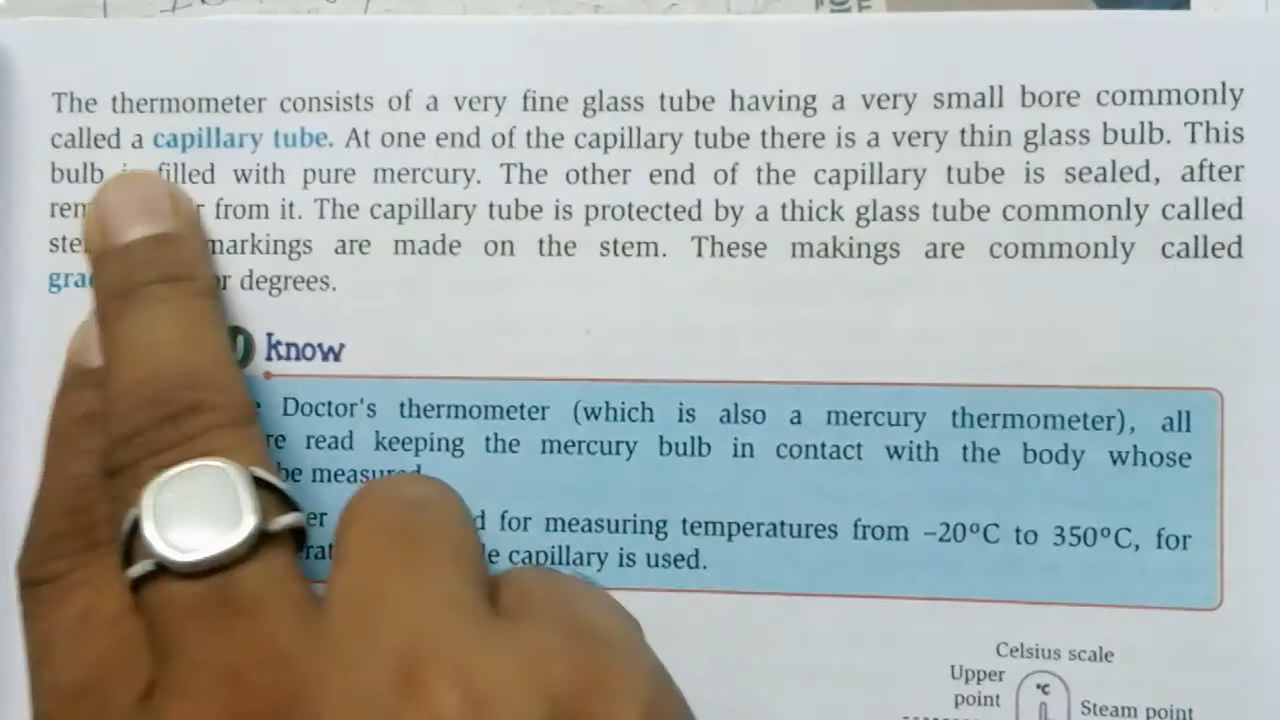 The thermometer consists of a very fine glass tube having a very small bore commonly
called a capillary tube. At one end of the capillary tube there is a very thin glass bulb. This
bulb filled with pure mercury. The other end of the capillary tube is sealed, after
from it. The capillary tube is protected by a thick glass tube commonly called
markings are made on the stem. These makings are commonly called
degrees.
know
Doctor's thermometer (which is also a mercury thermometer), all
read keeping the mercury bulb in contact with the body whose
be measured
for measuring temperatures from –20°C to 350°C, for
capillary is used.
Celsius scale
Upper
point
°C
Steam point